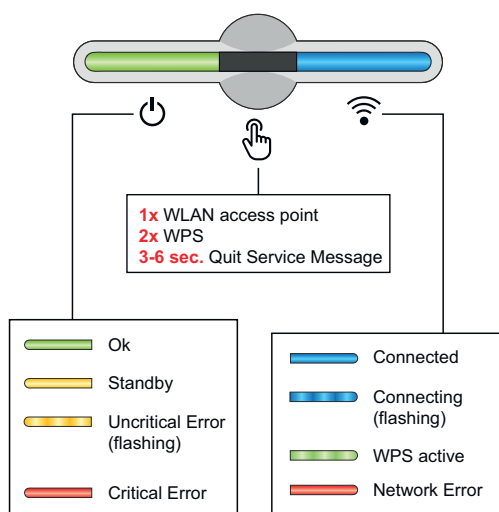 1x WLAN access point
2x WPS
3-6 sec. Quit Service Message
Ok
Standby
Uncritical Error
(flashing)
Critical Error
Connected
Connecting
(flashing)
WPS active
Network Error